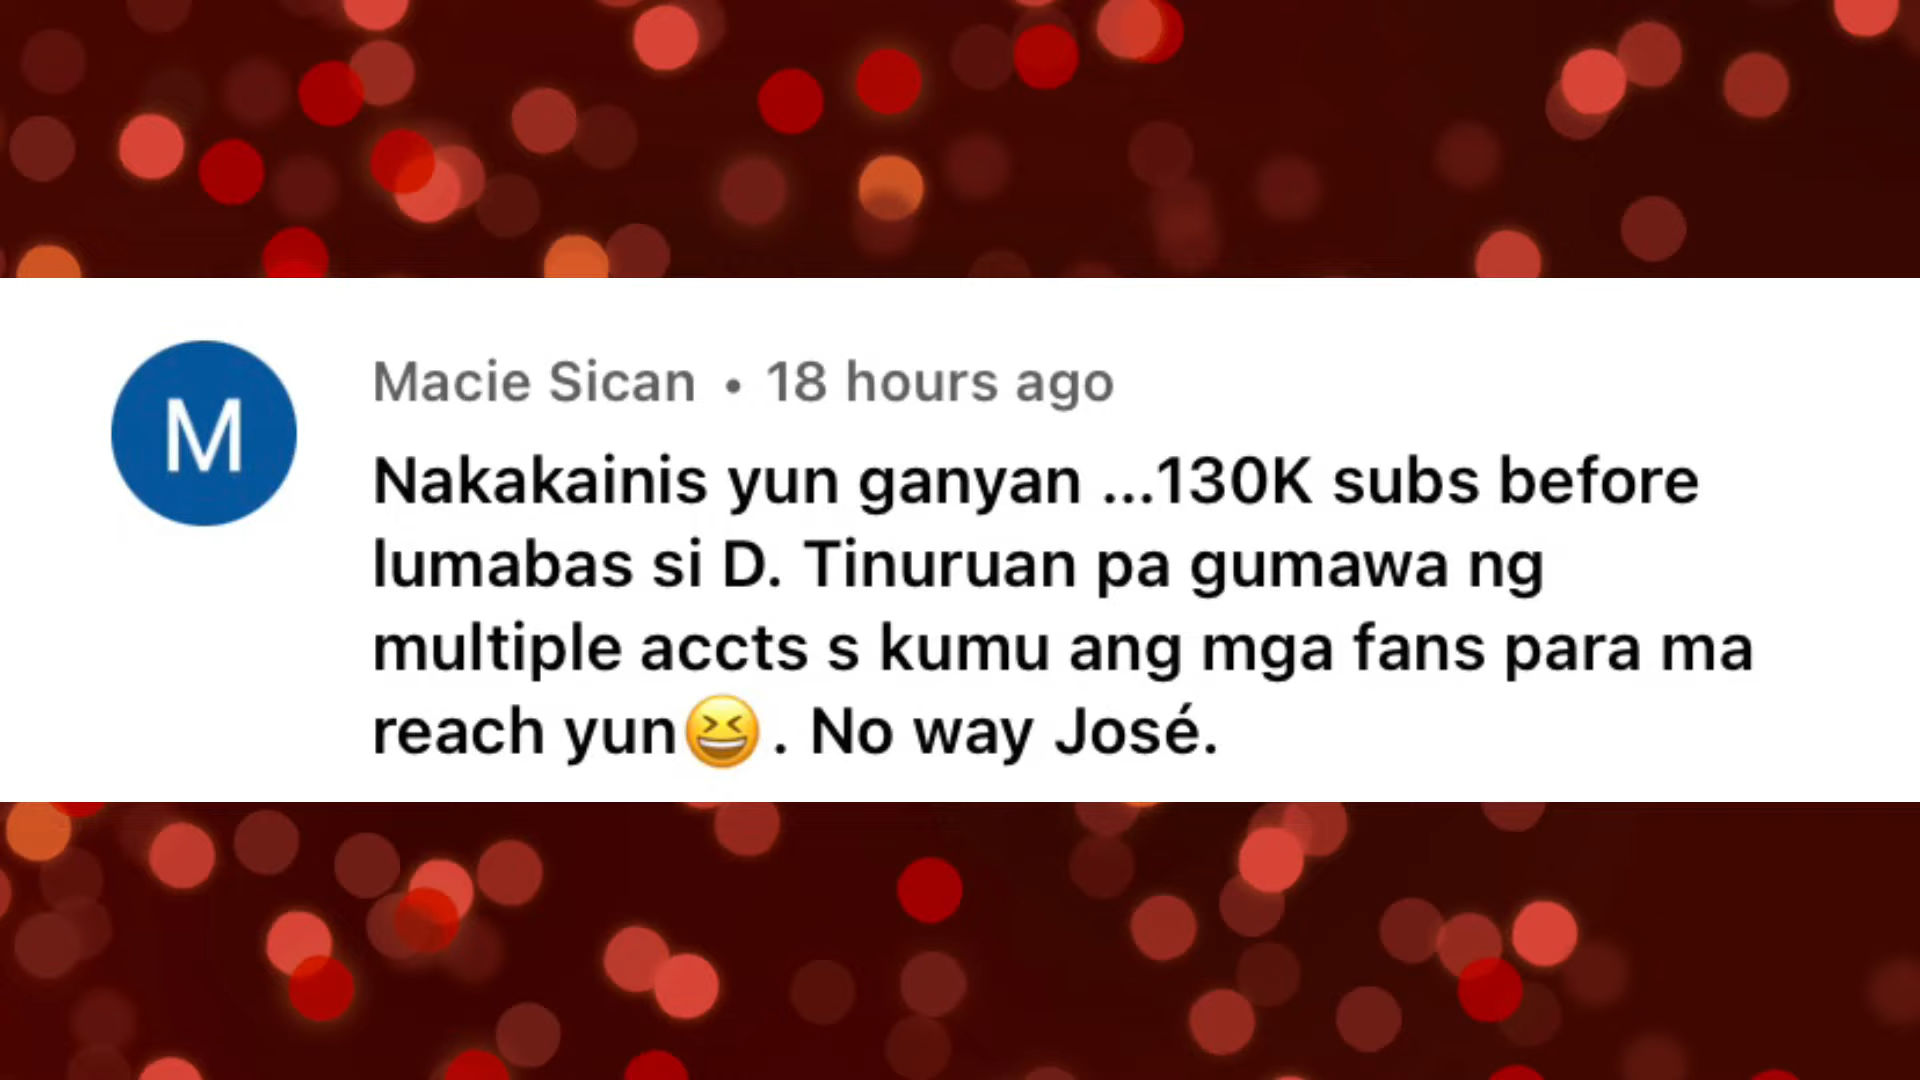 M
Macie Sican • 18 hours ago
Nakakainis yun ganyan ...130K subs before
lumabas si D. Tinuruan pa gumawa ng
multiple accts s kumu ang mga fans para ma
reach yun😆. No way José.